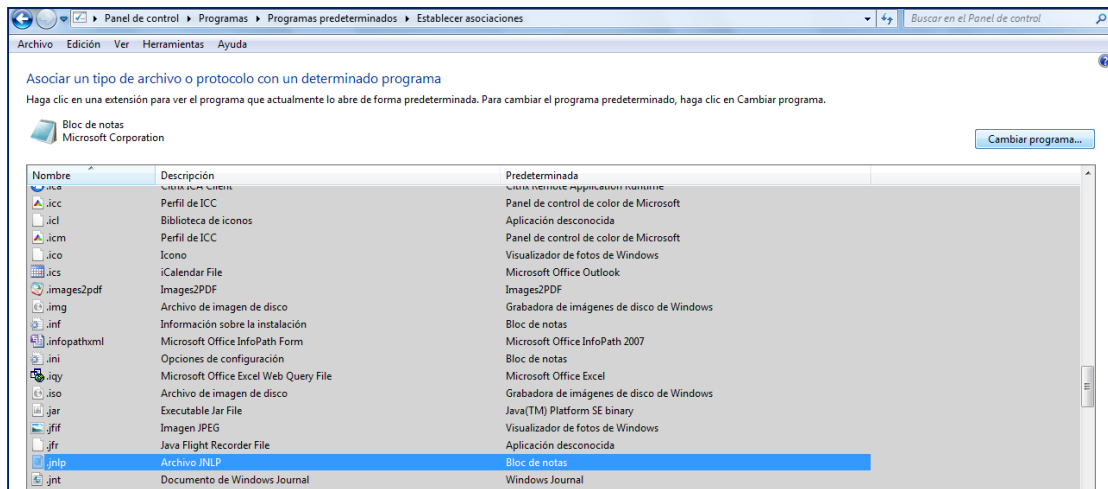 Panel de control ▸ Programas ▸ Programas predeterminados ▸ Establecer asociaciones
Buscar en el Panel de control
Archivo Edición Ver Herramientas Ayuda
Asociar un tipo de archivo o protocolo con un determinado programa
Haga clic en una extensión para ver el programa que actualmente lo abre de forma predeterminada. Para cambiar el programa predeterminado, haga clic en Cambiar programa.
Bloc de notas
Microsoft Corporation
Cambiar programa...
Nombre Descripción Predeterminada
.ica Citrix ICA Client Citrix Remote Application Runtime
.icc Perfil de ICC Panel de control de color de Microsoft
.icl Biblioteca de iconos Aplicación desconocida
.icm Perfil de ICC Panel de control de color de Microsoft
.ico Icono Visualizador de fotos de Windows
.ics iCalendar File Microsoft Office Outlook
.images2pdf Images2PDF Images2PDF
.img Archivo de imagen de disco Grabadora de imágenes de disco de Windows
.inf Información sobre la instalación Bloc de notas
.infopathxml Microsoft Office InfoPath Form Microsoft Office InfoPath 2007
.ini Opciones de configuración Bloc de notas
.iqy Microsoft Office Excel Web Query File Microsoft Office Excel
.iso Archivo de imagen de disco Grabadora de imágenes de disco de Windows
.jar Executable Jar File Java(TM) Platform SE binary
.jfif Imagen JPEG Visualizador de fotos de Windows
.jfr Java Flight Recorder File Aplicación desconocida
.jnlp Archivo JNLP Bloc de notas
.jnt Documento de Windows Journal Windows Journal